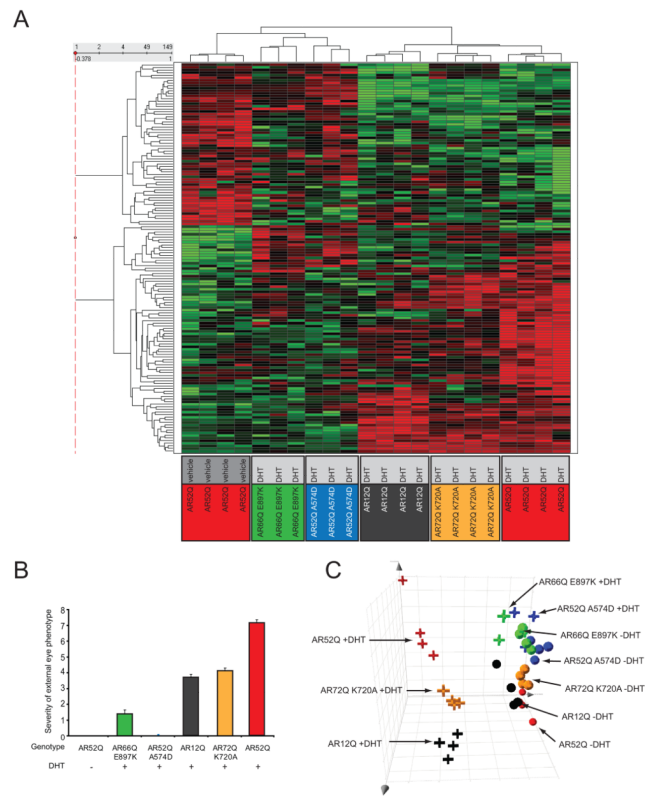 A
1 2 4 49 149
-0.379 1
vehicle vehicle vehicle vehicle DHT DHT DHT DHT DHT DHT DHT DHT DHT DHT DHT DHT DHT DHT DHT DHT DHT DHT
AR52Q AR52Q AR52Q AR52Q AR66Q E897K AR66Q E897K AR66Q E897K AR52Q A574D AR52Q A574D AR52Q A574D AR12Q AR12Q AR12Q AR12Q AR72Q K720A AR72Q K720A AR72Q K720A AR72Q K720A AR52Q AR52Q AR52Q AR52Q
B
Severity of external eye phenotype
8
7
6
5
4
3
2
1
0
Genotype AR52Q AR66Q E897K AR52Q A574D AR12Q AR72Q K720A AR52Q
DHT - + + + + +
C
AR66Q E897K +DHT
AR52Q A574D +DHT
AR52Q +DHT
AR66Q E897K -DHT
AR52Q A574D -DHT
AR72Q K720A +DHT
AR72Q K720A -DHT
AR12Q -DHT
AR12Q +DHT
AR52Q -DHT